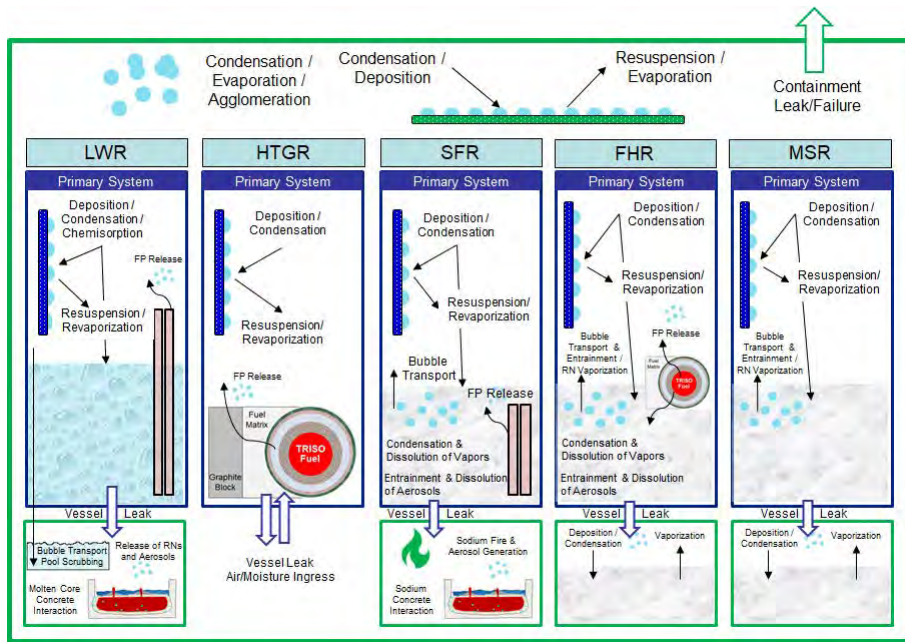 Condensation /
Evaporation /
Agglomeration
Condensation /
Deposition
Resuspension /
Evaporation
Containment
Leak/Failure
LWR
Primary System
Deposition /
Condensation /
Chemisorption
FP Release
Resuspension /
Revaporization
Vessel Leak
Bubble Transport
Pool Scrubbing
Release of RNs
and Aerosols
Molten Core
Concrete
Interaction
HTGR
Primary System
Deposition /
Condensation
Resuspension/
Revaporization
FP Release
Fuel
Matrix
TRISO
Fuel
Graphite
Block
Vessel Leak
Air/Moisture Ingress
SFR
Primary System
Deposition /
Condensation
Resuspension/
Revaporization
Bubble
Transport
FP Release
Condensation &
Dissolution of Vapors
Entrainment & Dissolution
of Aerosols
Vessel Leak
Sodium Fire &
Aerosol Generation
Sodium
Concrete
Interaction
FHR
Primary System
Deposition /
Condensation
Resuspension/
Revaporization
Bubble
Transport &
Entrainment /
RN Vaporization
FP Release
Fuel
Matrix
TRISO
Fuel
Condensation &
Dissolution of Vapors
Entrainment & Dissolution
of Aerosols
Vessel Leak
Deposition /
Condensation
Vaporization
MSR
Primary System
Deposition /
Condensation
Resuspension/
Revaporization
Bubble
Transport &
Entrainment /
RN Vaporization
Vessel Leak
Deposition /
Condensation
Vaporization